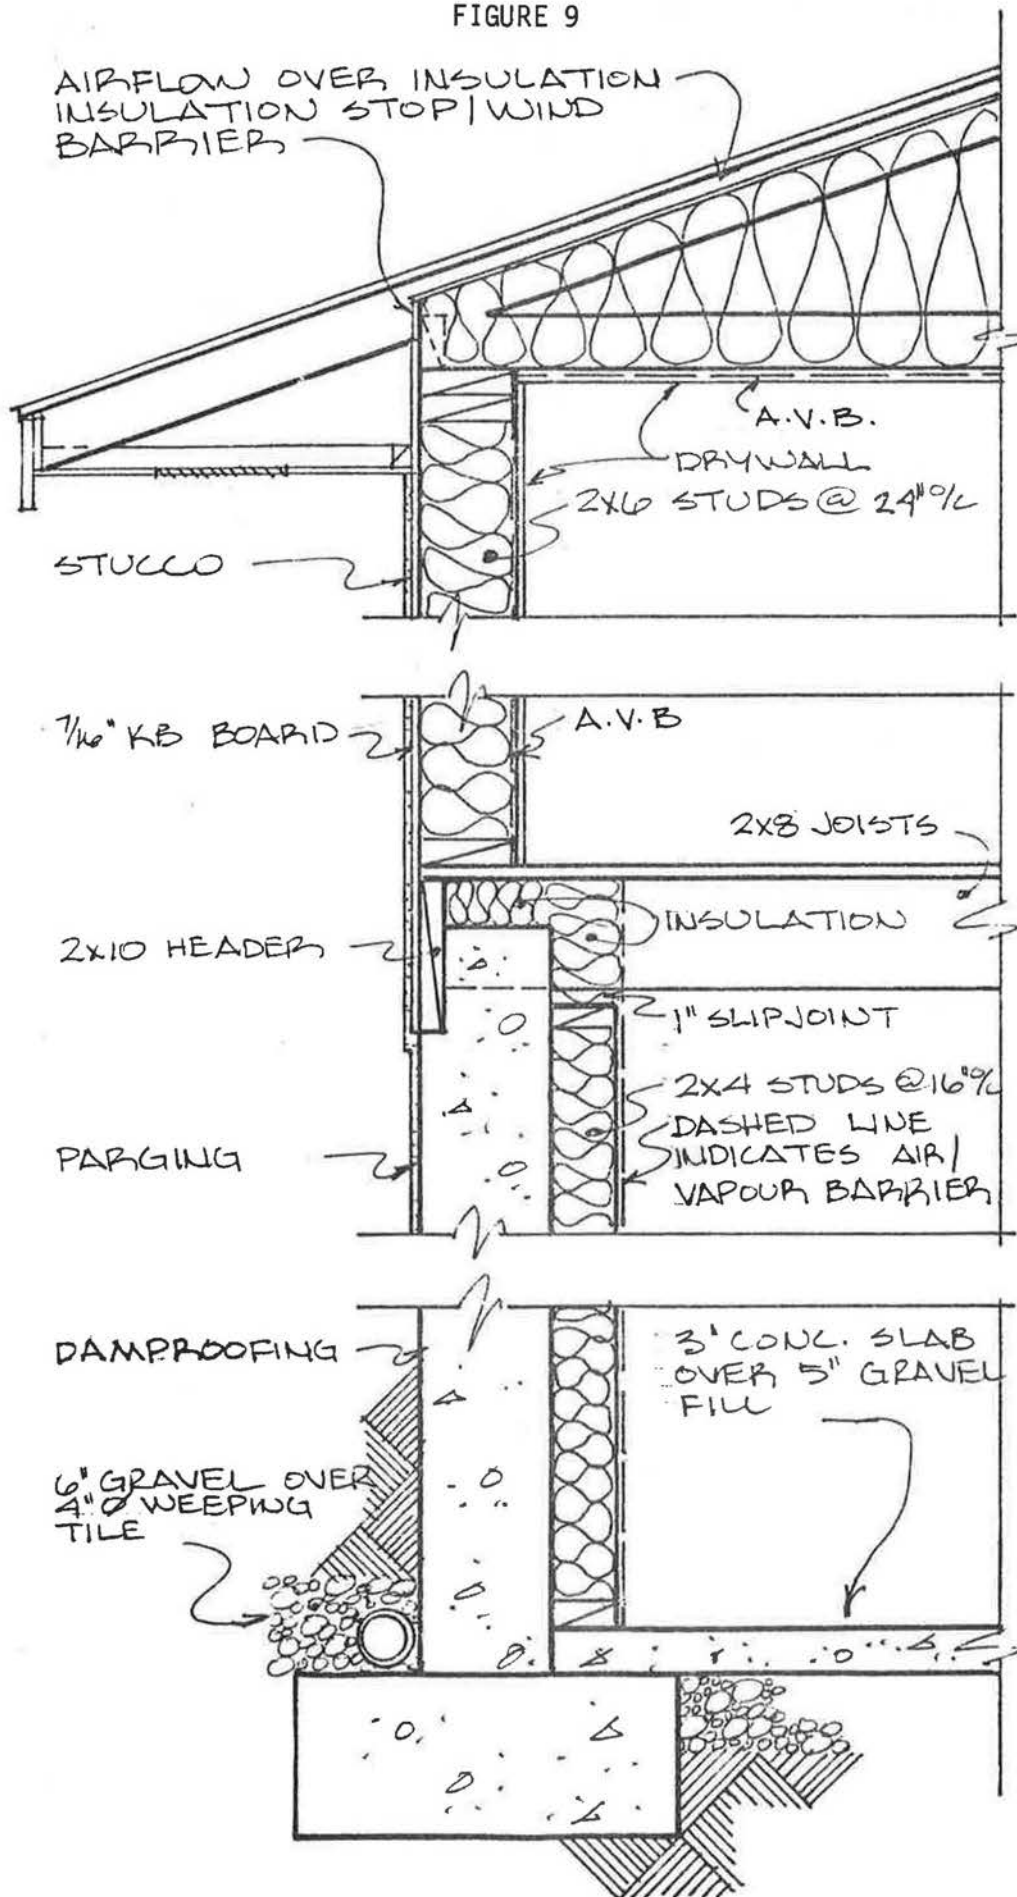 FIGURE 9
AIRFLOW OVER INSULATION
INSULATION STOP/WIND
BARRIER
A.V.B.
DRYWALL
2X6 STUDS @ 24" O/C
STUCCO
7/16" KB BOARD
A.V.B
2X8 JOISTS
INSULATION
2X10 HEADER
1" SLIPJOINT
2X4 STUDS @ 16" O/C
DASHED LINE
INDICATES AIR/
VAPOUR BARRIER
PARGING
DAMPROOFING
3' CONC. SLAB
OVER 5" GRAVEL
FILL
6" GRAVEL OVER
4" Ø WEEPING
TILE